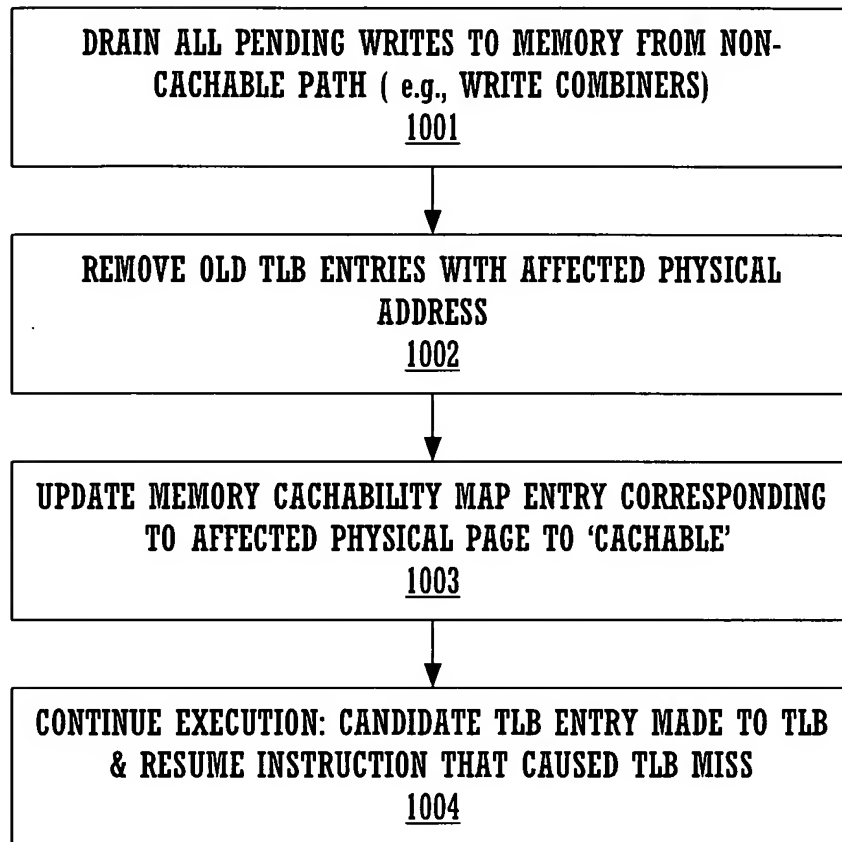 DRAIN ALL PENDING WRITES TO MEMORY FROM NON-
CACHABLE PATH ( e.g., WRITE COMBINERS)
1001
REMOVE OLD TLB ENTRIES WITH AFFECTED PHYSICAL
ADDRESS
1002
UPDATE MEMORY CACHABILITY MAP ENTRY CORRESPONDING
TO AFFECTED PHYSICAL PAGE TO ‘CACHABLE’
1003
CONTINUE EXECUTION: CANDIDATE TLB ENTRY MADE TO TLB
& RESUME INSTRUCTION THAT CAUSED TLB MISS
1004